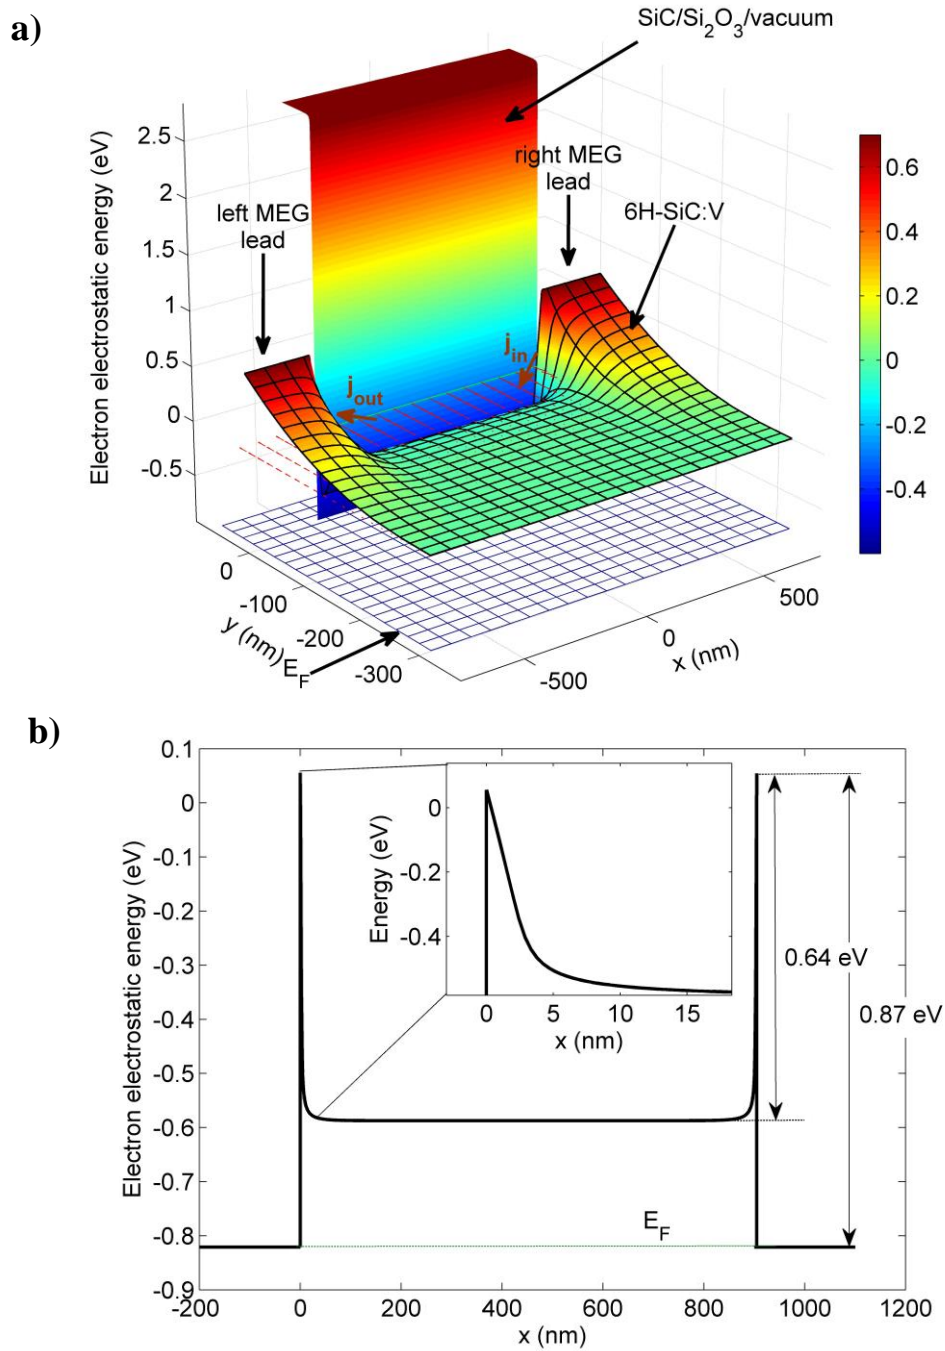 a)
SiC/Si2O3/vacuum
right MEG
lead
6H-SiC:V
left MEG
lead
jin
jout
Electron electrostatic energy (eV)
2.5
2
1.5
1
0.5
0
-0.5
0.6
0.4
0.2
0
-0.2
-0.4
0
-100
-200
-300
y (nm)
EF
-500
0
500
x (nm)
b)
Electron electrostatic energy (eV)
0.1
0
-0.1
-0.2
-0.3
-0.4
-0.5
-0.6
-0.7
-0.8
-0.9
-200
0
200
400
600
800
1000
1200
x (nm)
Energy (eV)
0
-0.2
-0.4
0
5
10
15
x (nm)
0.64 eV
0.87 eV
EF